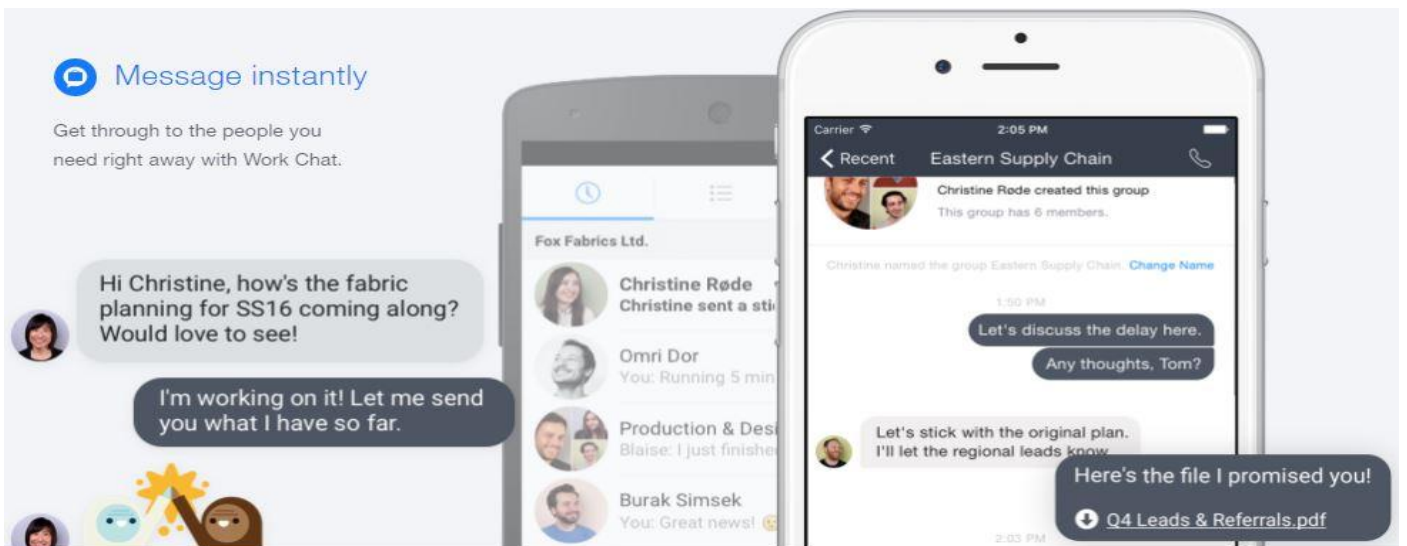 Message instantly
Get through to the people you
need right away with Work Chat.
Hi Christine, how's the fabric
planning for SS16 coming along?
Would love to see!
I'm working on it! Let me send
you what I have so far.
Fox Fabrics Ltd.
Christine Røde
Christine sent a sti
Omri Dor
You: Running 5 min
Production & Desi
Blaise: I just finishe
Burak Simsek
You: Great news!
Carrier 2:05 PM
Recent Eastern Supply Chain
Christine Røde created this group
This group has 6 members.
Christine named the group Eastern Supply Chain. Change Name
1:50 PM
Let's discuss the delay here.
Any thoughts, Tom?
Let's stick with the original plan.
I'll let the regional leads know
Here's the file I promised you!
Q4 Leads & Referrals.pdf
2:03 PM